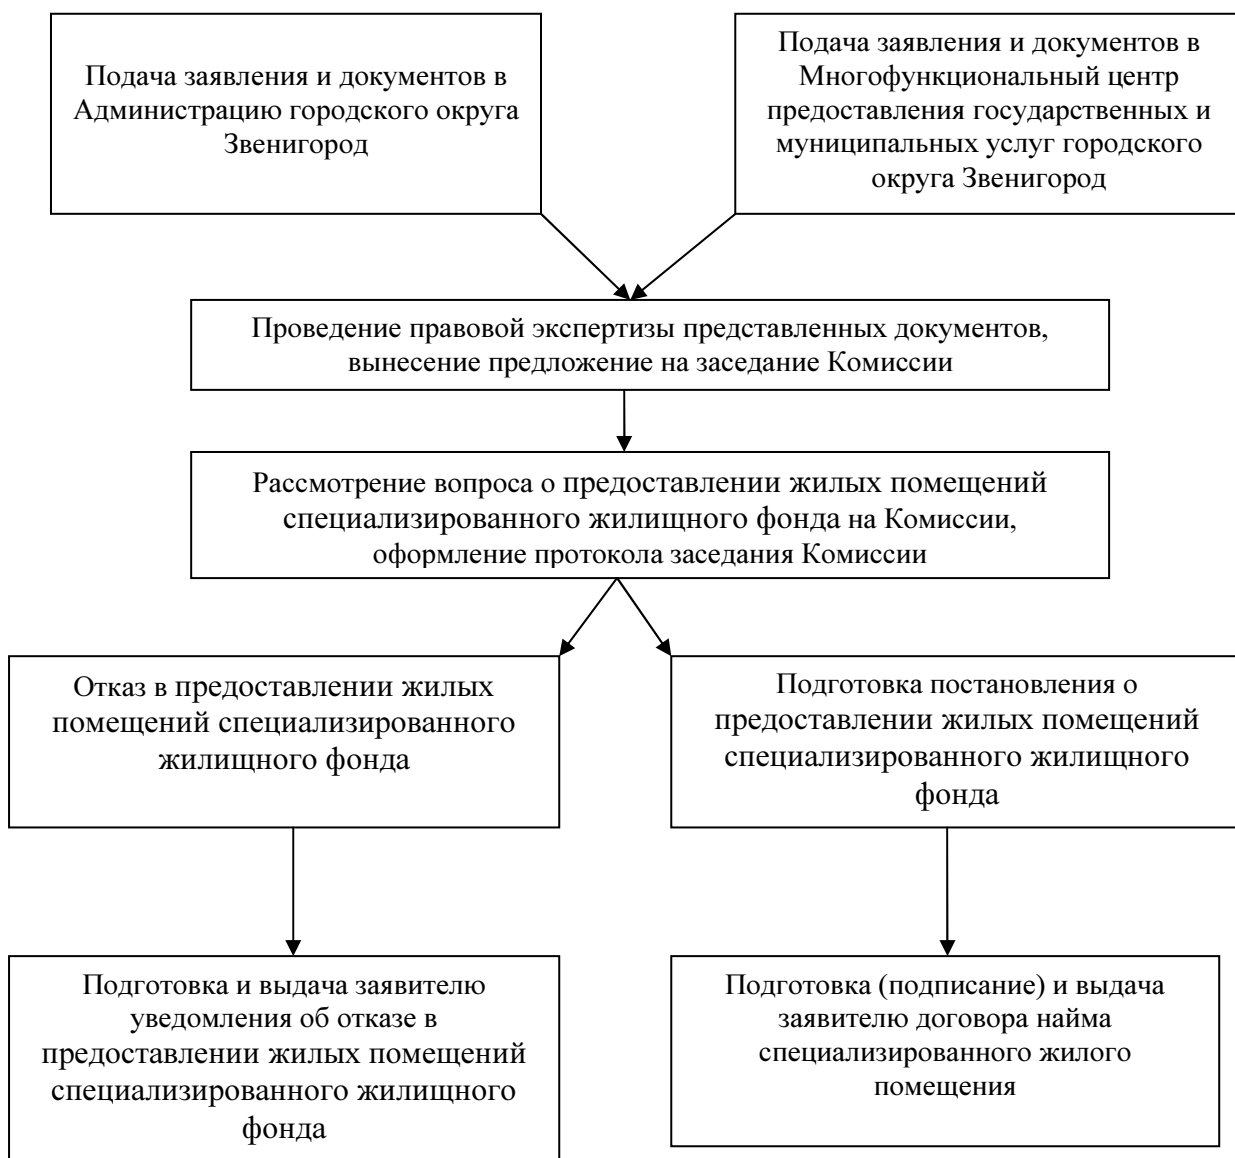 Подача заявления и документов в
Администрацию городского округа
Звенигород
Подача заявления и документов в
Многофункциональный центр
предоставления государственных и
муниципальных услуг городского
округа Звенигород
Проведение правовой экспертизы представленных документов,
вынесение предложение на заседание Комиссии
Рассмотрение вопроса о предоставлении жилых помещений
специализированного жилищного фонда на Комиссии,
оформление протокола заседания Комиссии
Отказ в предоставлении жилых
помещений специализированного
жилищного фонда
Подготовка постановления о
предоставлении жилых помещений
специализированного жилищного
фонда
Подготовка и выдача заявителю
уведомления об отказе в
предоставлении жилых помещений
специализированного жилищного
фонда
Подготовка (подписание) и выдача
заявителю договора найма
специализированного жилого
помещения